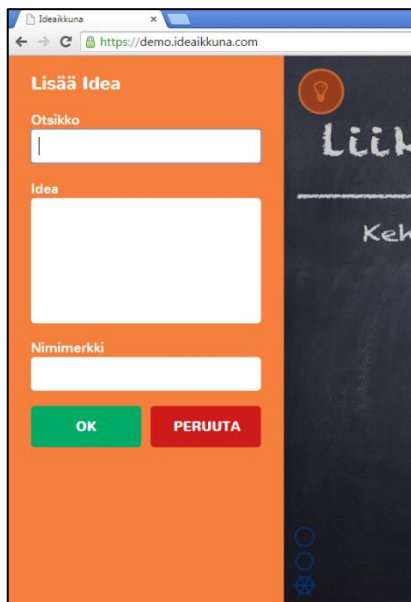 Ideaikkuna
https://demo.ideaikkuna.com
Lisää Idea
Otsikko
Idea
Nimimerkki
OK PERUUTA